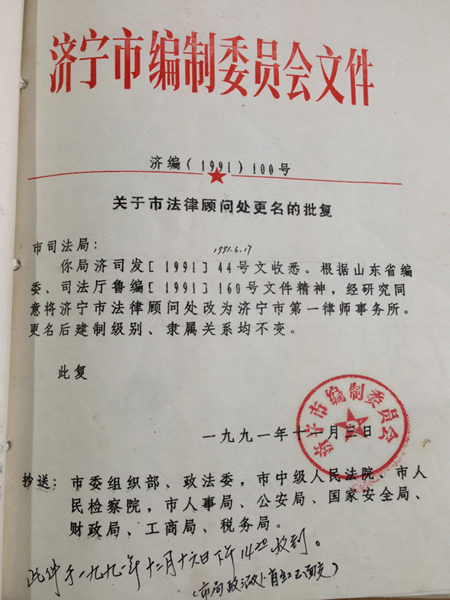 济宁市编制委员会文件
济编(1991)100号
关于市法律顾问处更名的批复
市司法局:
1991.6.17
你局济司发[1991]44号文收悉。根据山东省编
委、司法厅鲁编[1991]160号文件精神,经研究同
意将济宁市法律顾问处改为济宁市第一律师事务所。
更名后建制级别、隶属关系均不变。
此复
济宁市编制委员会
一九九一年十 月三日
抄送:市委组织部、政法委,市中级人民法院、市人
民检察院,市人事局、公安局、国家安全局、
财政局、工商局、税务局。
此件于一九九一年十二月十六日下午 收到。